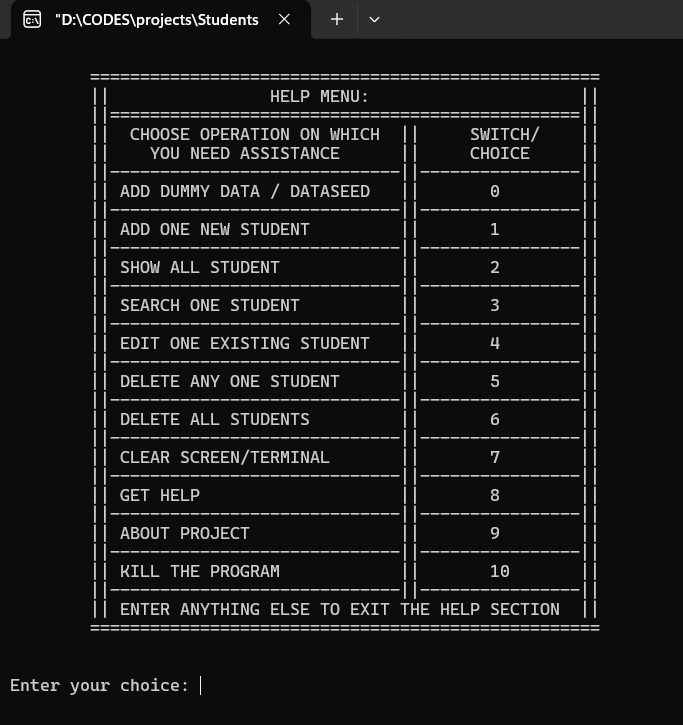 "D:\CODES\projects\Students
HELP MENU:
CHOOSE OPERATION ON WHICH || SWITCH/
YOU NEED ASSISTANCE || CHOICE
ADD DUMMY DATA / DATASEED || 0
ADD ONE NEW STUDENT || 1
SHOW ALL STUDENT || 2
SEARCH ONE STUDENT || 3
EDIT ONE EXISTING STUDENT || 4
DELETE ANY ONE STUDENT || 5
DELETE ALL STUDENTS || 6
CLEAR SCREEN/TERMINAL || 7
GET HELP || 8
ABOUT PROJECT || 9
KILL THE PROGRAM || 10
ENTER ANYTHING ELSE TO EXIT THE HELP SECTION
Enter your choice: